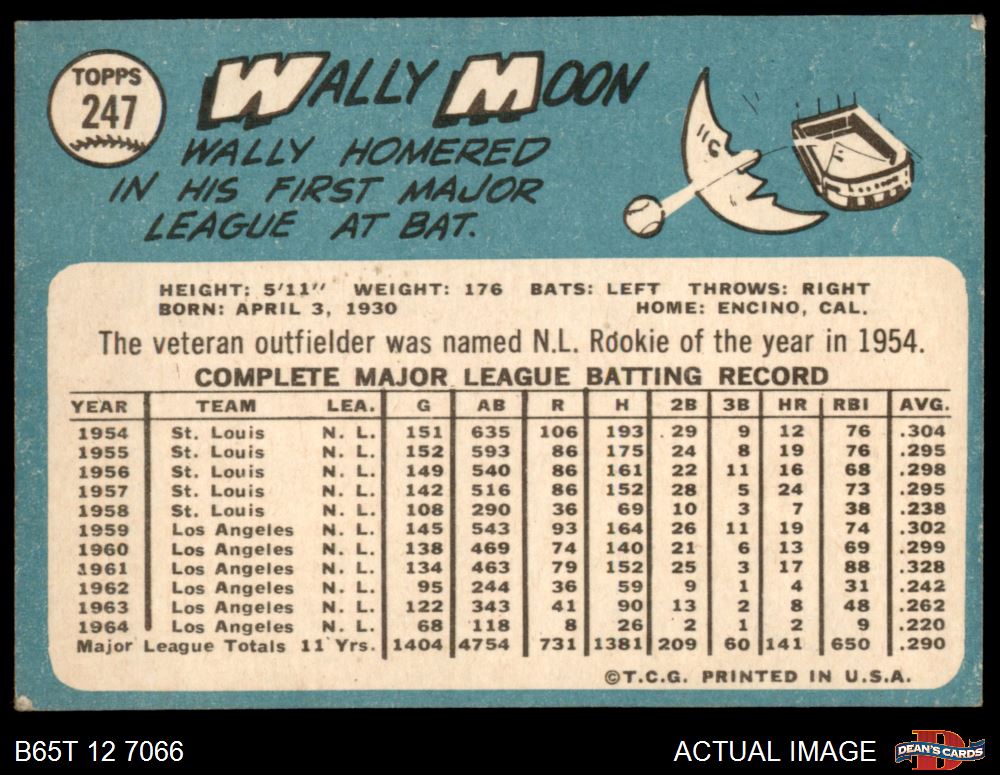 TOPPS
247
WALLY MOON
WALLY HOMERED
IN HIS FIRST MAJOR
LEAGUE AT BAT.
HEIGHT: 5'11" WEIGHT: 176 BATS: LEFT THROWS: RIGHT
BORN: APRIL 3, 1930 HOME: ENCINO, CAL.
The veteran outfielder was named N.L. Rookie of the year in 1954.
COMPLETE MAJOR LEAGUE BATTING RECORD
YEAR TEAM LEA. G AB R H 2B 3B HR RBI AVG.
1954 St. Louis N. L. 151 635 106 193 29 9 12 76 .304
1955 St. Louis N. L. 152 593 86 175 24 8 19 76 .295
1956 St. Louis N. L. 149 540 86 161 22 11 16 68 .298
1957 St. Louis N. L. 142 516 86 152 28 5 24 73 .295
1958 St. Louis N. L. 108 290 36 69 10 3 7 38 .238
1959 Los Angeles N. L. 145 543 93 164 26 11 19 74 .302
1960 Los Angeles N. L. 138 469 74 140 21 6 13 69 .299
1961 Los Angeles N. L. 134 463 79 152 25 3 17 88 .328
1962 Los Angeles N. L. 95 244 36 59 9 1 4 31 .242
1963 Los Angeles N. L. 122 343 41 90 13 2 8 48 .262
1964 Los Angeles N. L. 68 118 8 26 2 1 2 9 .220
Major League Totals 11 Yrs. 1404 4754 731 1381 209 60 141 650 .290
©T.C.G. PRINTED IN U.S.A.
B65T 12 7066 ACTUAL IMAGE DEAN'S CARDS